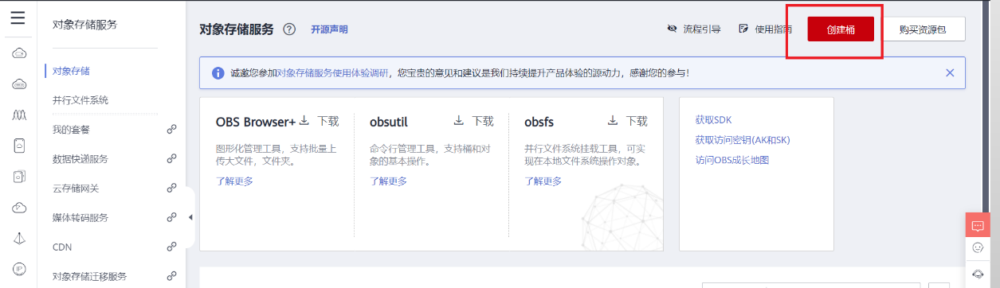 对象存储服务
对象存储
并行文件系统
我的套餐
数据快递服务
云存储网关
媒体转码服务
CDN
对象存储迁移服务
IP
对象存储服务 ? 开源声明
流程引导
使用指南
创建桶
购买资源包
诚邀您参加对象存储服务使用体验调研，您宝贵的意见和建议是我们持续提升产品体验的源动力，感谢您的参与！
OBS Browser+ 下载
图形化管理工具，支持批量上
传大文件，文件夹。
了解更多
obsutil 下载
命令行管理工具，支持桶和对
象的基本操作。
了解更多
obsfs 下载
并行文件系统挂载工具，可实
现在本地文件系统操作对象。
了解更多
获取SDK
获取访问密钥(AK和SK)
访问OBS成长地图